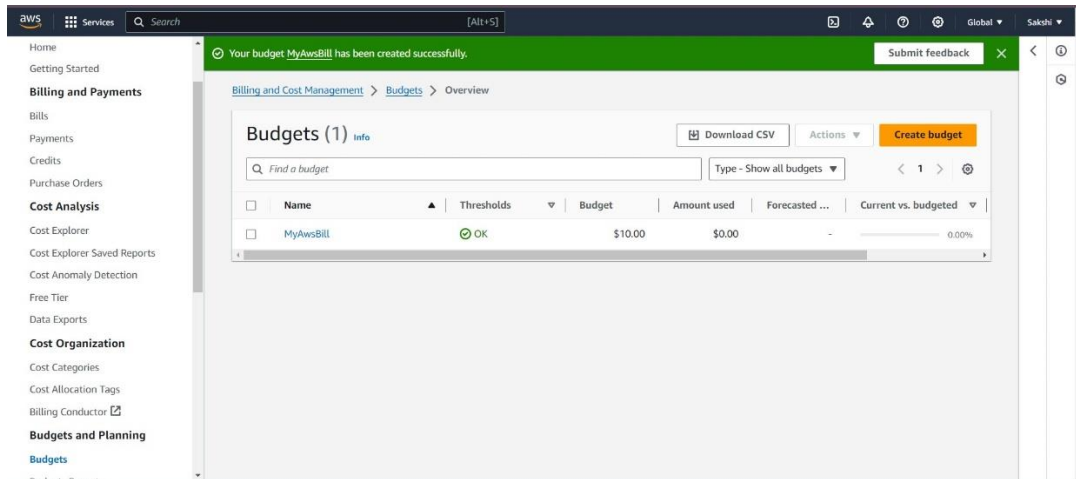 aws Services Search [Alt+S] Global Sakshi
Home
Getting Started
Billing and Payments
Bills
Payments
Credits
Purchase Orders
Cost Analysis
Cost Explorer
Cost Explorer Saved Reports
Cost Anomaly Detection
Free Tier
Data Exports
Cost Organization
Cost Categories
Cost Allocation Tags
Billing Conductor
Budgets and Planning
Budgets
Your budget MyAwsBill has been created successfully. Submit feedback
Billing and Cost Management > Budgets > Overview
Budgets (1) Info Download CSV Actions Create budget
Find a budget Type - Show all budgets < 1 >
Name Thresholds Budget Amount used Forecasted ... Current vs. budgeted
MyAwsBill OK $10.00 $0.00 - 0.00%